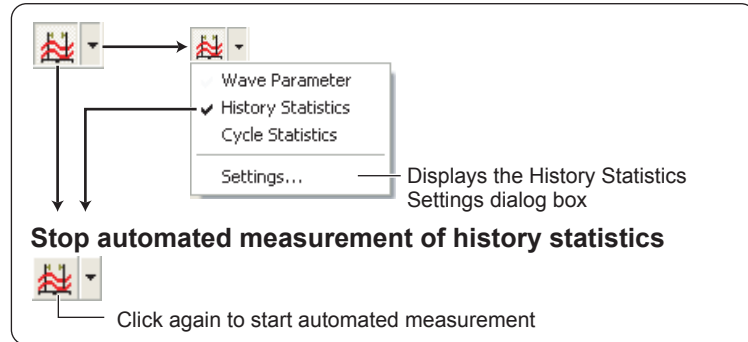 Wave Parameter
History Statistics
Cycle Statistics
Settings...
Displays the History Statistics
Settings dialog box
Stop automated measurement of history statistics
Click again to start automated measurement